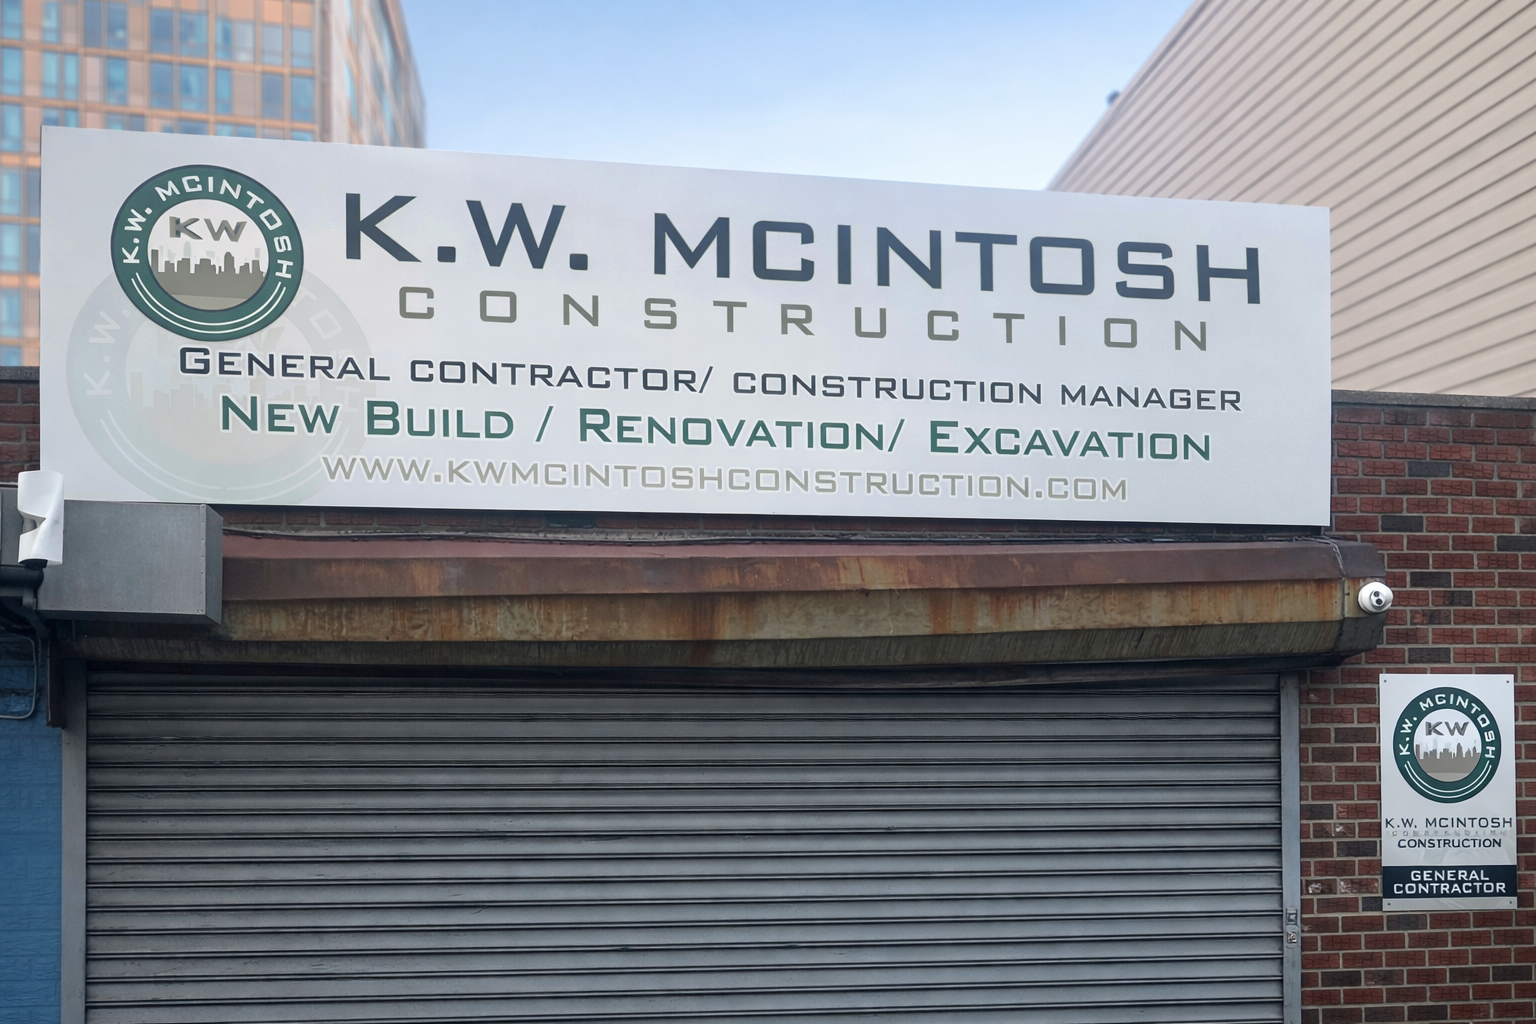 K.W. MCINTOSH
KW
K.W. MCINTOSH
CONSTRUCTION
GENERAL CONTRACTOR/ CONSTRUCTION MANAGER
NEW BUILD / RENOVATION/ EXCAVATION
WWW.KWMCINTOSHCONSTRUCTION.COM
K.W. MCINTOSH
KW
K.W. MCINTOSH
CONSTRUCTION
GENERAL
CONTRACTOR